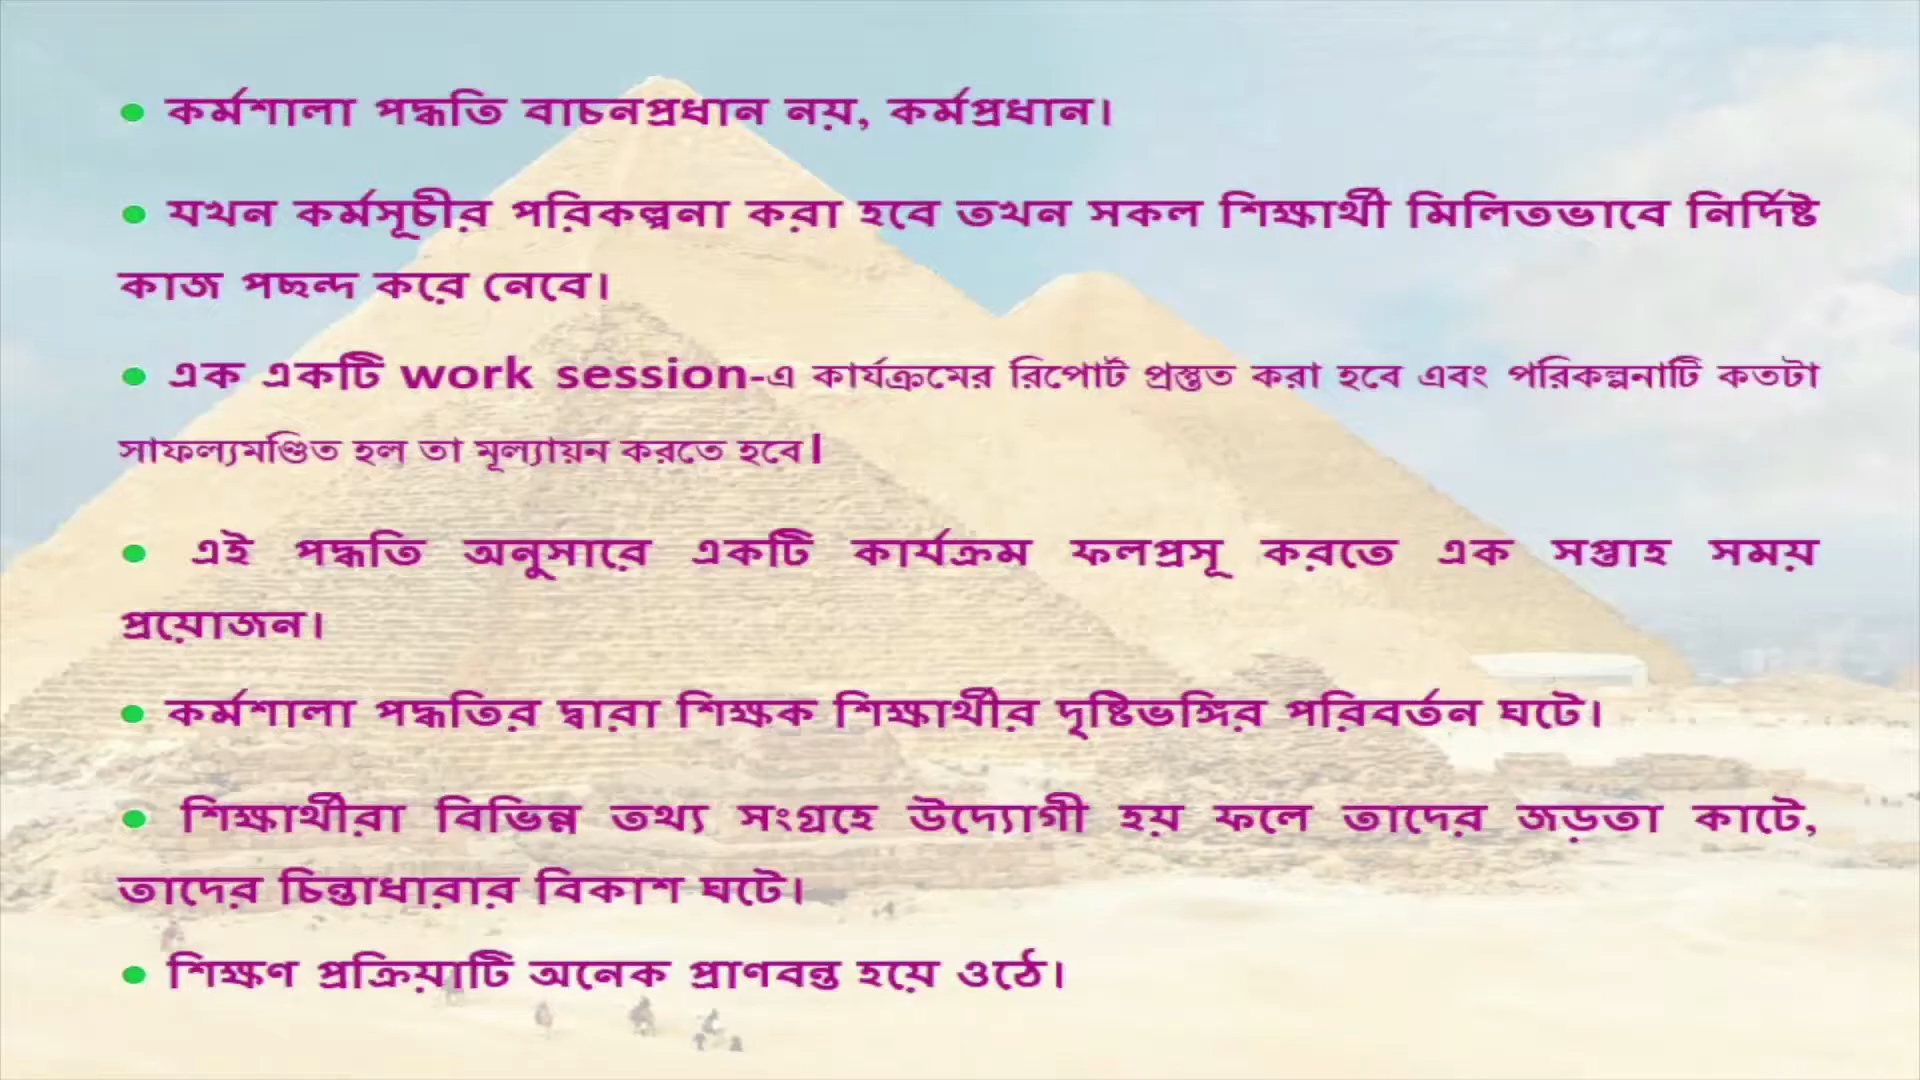 • কর্মশালা পদ্ধতি বাচনপ্রধান নয়, কর্মপ্রধান।
• যখন কর্মসূচীর পরিকল্পনা করা হবে তখন সকল শিক্ষার্থী মিলিতভাবে নির্দিষ্ট
কাজ পছন্দ করে নেবে।
• এক একটি work session-এ কার্যক্রমের রিপোর্ট প্রস্তুত করা হবে এবং পরিকল্পনাটি কতটা
সাফল্যমণ্ডিত হল তা মূল্যায়ন করতে হবে।
• এই পদ্ধতি অনুসারে একটি কার্যক্রম ফলপ্রসূ করতে এক সপ্তাহ সময়
প্রয়োজন।
• কর্মশালা পদ্ধতির দ্বারা শিক্ষক শিক্ষার্থীর দৃষ্টিভঙ্গির পরিবর্তন ঘটে।
• শিক্ষার্থীরা বিভিন্ন তথ্য সংগ্রহে উদ্যোগী হয় ফলে তাদের জড়তা কাটে,
তাদের চিন্তাধারার বিকাশ ঘটে।
• শিক্ষণ প্রক্রিয়াটি অনেক প্রাণবন্ত হয়ে ওঠে।